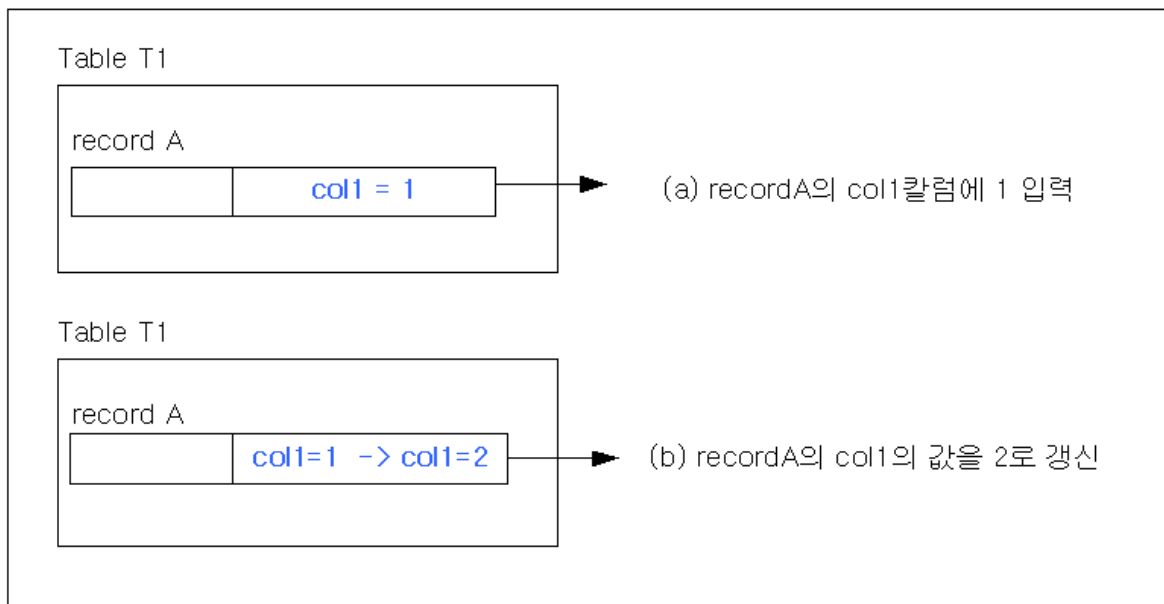 Table T1
record A
col1 = 1
(a) recordA의 col1칼럼에 1 입력
Table T1
record A
col1=1 -> col1=2
(b) recordA의 col1의 값을 2로 갱신